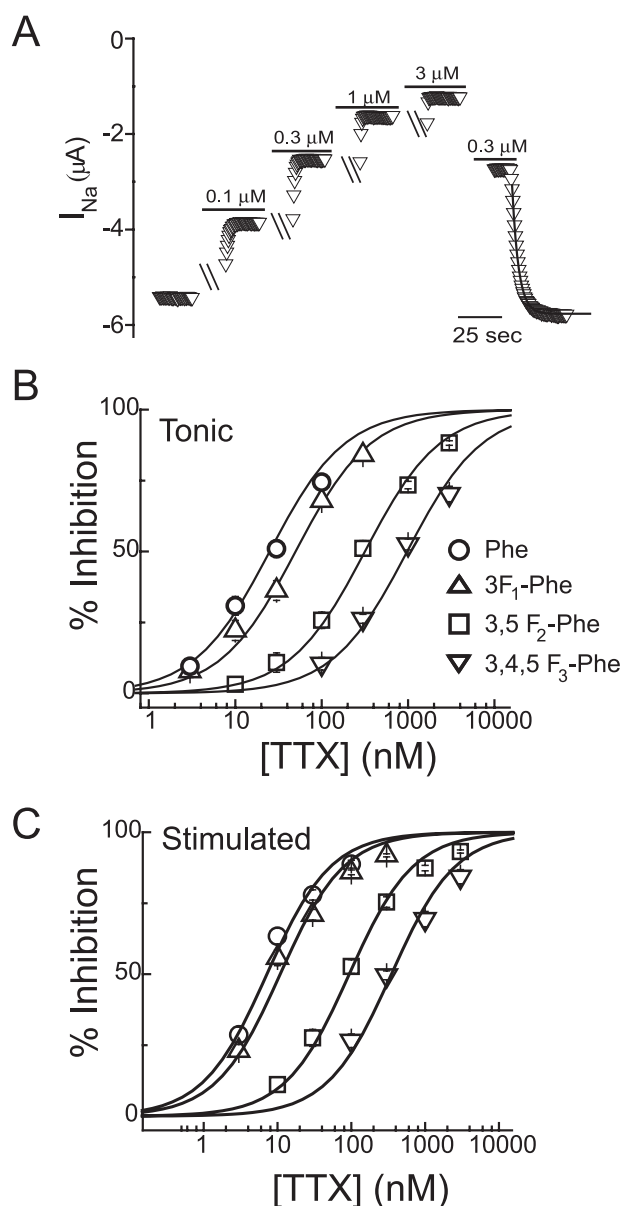 A
0
-2
-4
-6
I_Na (μA)
0.1 μM
0.3 μM
1 μM
3 μM
0.3 μM
25 sec
B
100
50
0
% Inhibition
Tonic
Phe
3F₁-Phe
3,5 F₂-Phe
3,4,5 F₃-Phe
1 10 100 1000 10000
[TTX] (nM)
C
100
50
0
% Inhibition
Stimulated
1 10 100 1000 10000
[TTX] (nM)